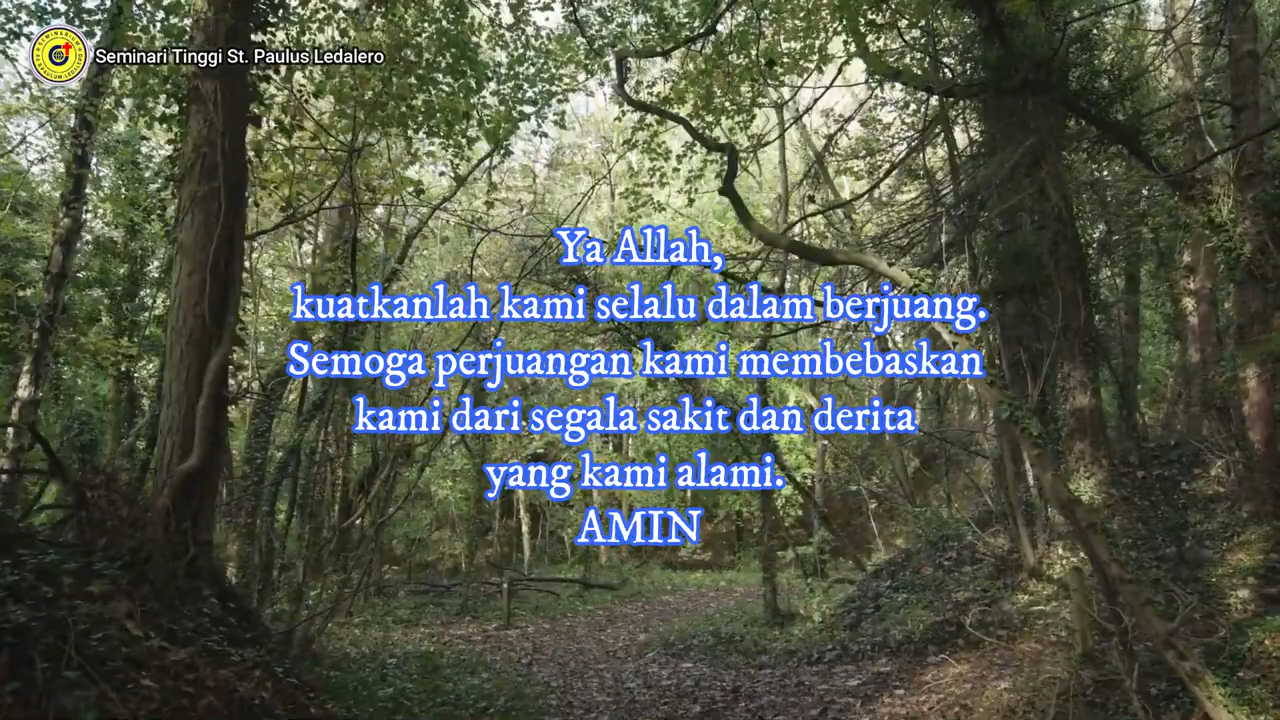 Seminari Tinggi St. Paulus Ledalero
Ya Allah,
kuatkanlah kami selalu dalam berjuang.
Semoga perjuangan kami membebaskan
kami dari segala sakit dan derita
yang kami alami.
AMIN